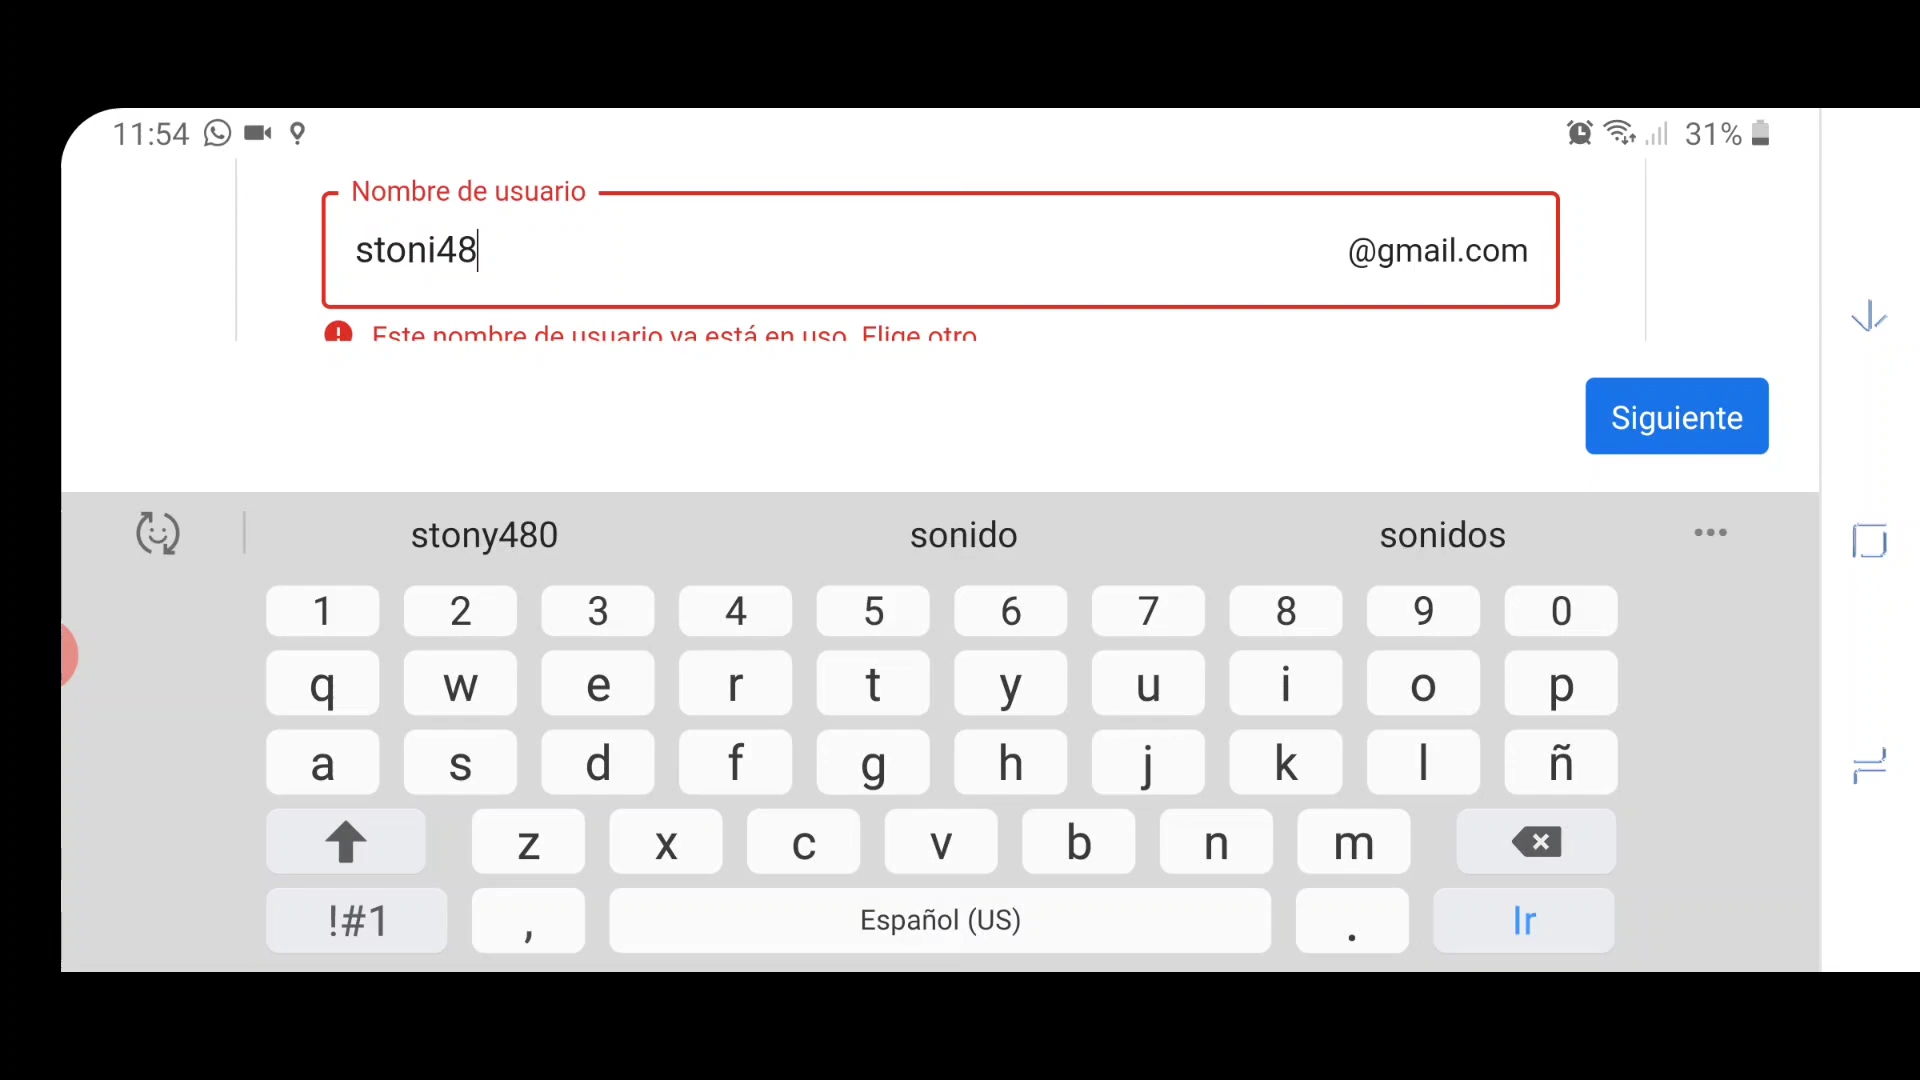 11:54
31%
Nombre de usuario
stoni48
@gmail.com
Este nombre de usuario ya está en uso. Elige otro.
Siguiente
stony480 sonido sonidos
1 2 3 4 5 6 7 8 9 0
q w e r t y u i o p
a s d f g h j k l ñ
z x c v b n m
!#1 , Español (US) . Ir